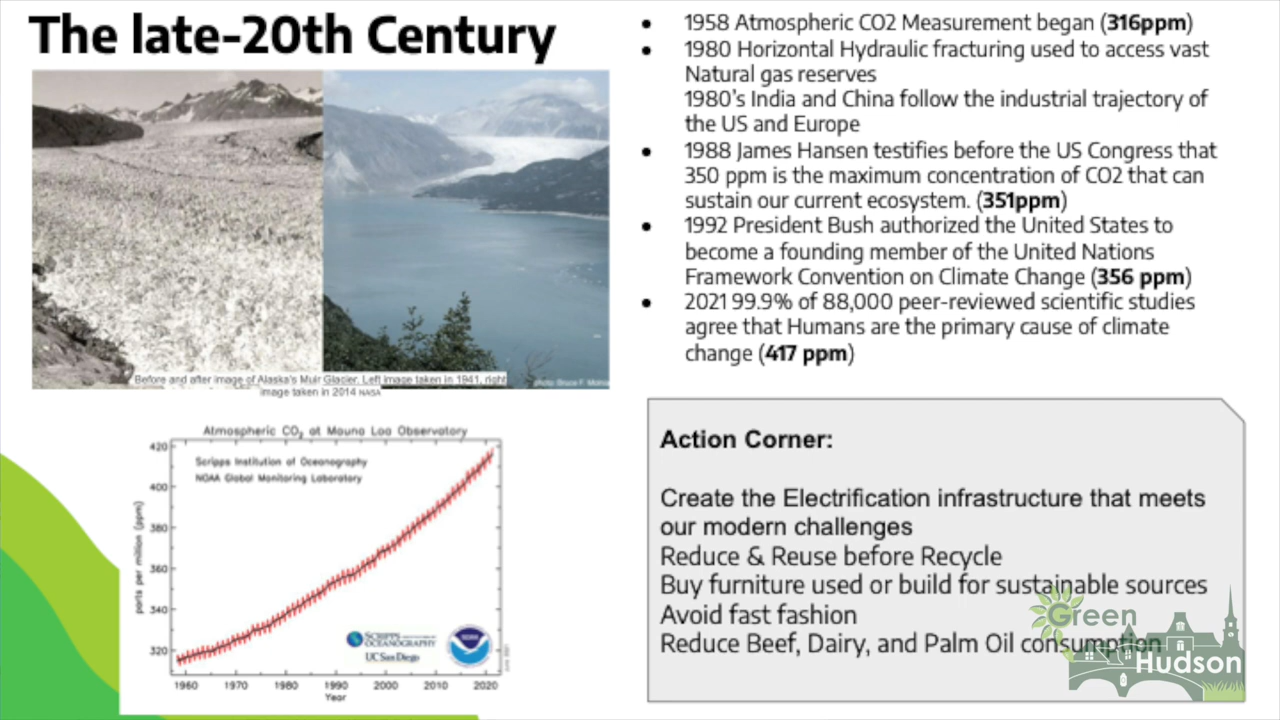 The late-20th Century
Before and after image of Alaska's Muir Glacier. Left image taken in 1941, right
image taken in 2014 NASA
photo: Bruce F.
Atmospheric CO2 at Mauna Loa Observatory
Scripps Institution of Oceanography
NOAA Global Monitoring Laboratory
parts per million (ppm)
420
400
380
360
340
320
1960 1970 1980 1990 2000 2010 2020
Year
SCRIPPS
OCEANOGRAPHY
UC San Diego
NOAA
• 1958 Atmospheric CO2 Measurement began (316ppm)
• 1980 Horizontal Hydraulic fracturing used to access vast
Natural gas reserves
1980's India and China follow the industrial trajectory of
the US and Europe
• 1988 James Hansen testifies before the US Congress that
350 ppm is the maximum concentration of CO2 that can
sustain our current ecosystem. (351ppm)
• 1992 President Bush authorized the United States to
become a founding member of the United Nations
Framework Convention on Climate Change (356 ppm)
• 2021 99.9% of 88,000 peer-reviewed scientific studies
agree that Humans are the primary cause of climate
change (417 ppm)
Action Corner:
Create the Electrification infrastructure that meets
our modern challenges
Reduce & Reuse before Recycle
Buy furniture used or build for sustainable sources
Avoid fast fashion
Reduce Beef, Dairy, and Palm Oil consumption
Green
Hudson